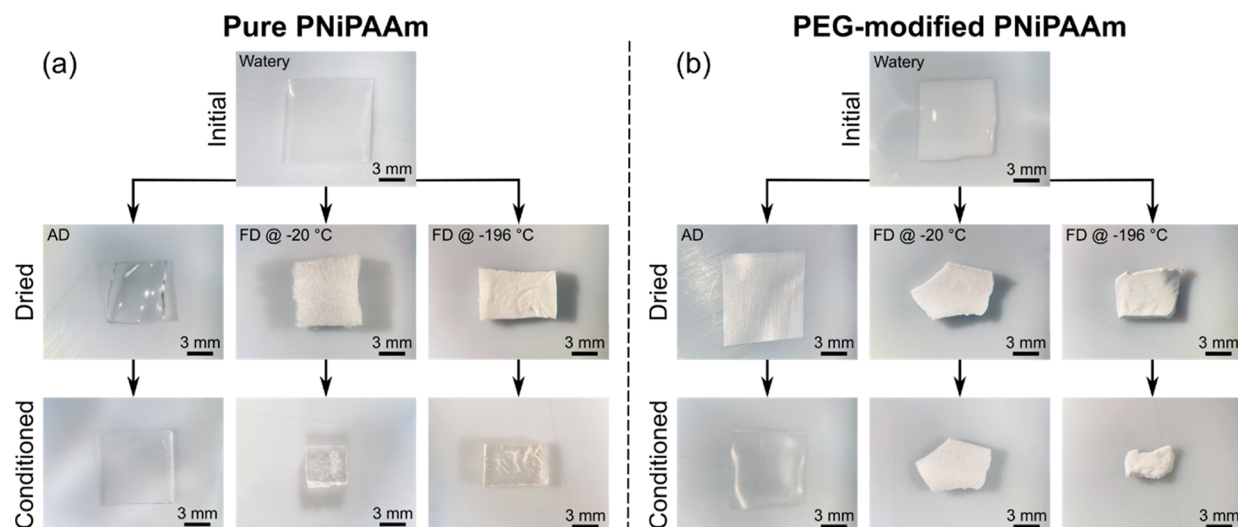 Pure PNiPAAm
PEG-modified PNiPAAm
(a)
Initial
Watery
3 mm
Dried
AD
3 mm
FD @ -20 °C
3 mm
FD @ -196 °C
3 mm
Conditioned
3 mm
3 mm
3 mm
(b)
Initial
Watery
3 mm
Dried
AD
3 mm
FD @ -20 °C
3 mm
FD @ -196 °C
3 mm
Conditioned
3 mm
3 mm
3 mm